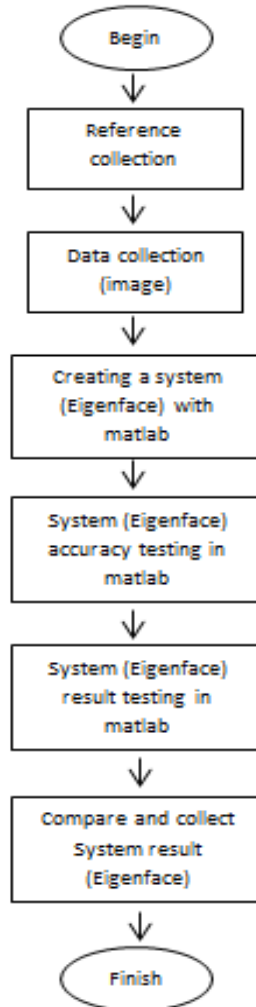 Begin
Reference
collection
Data collection
(image)
Creating a system
(Eigenface) with
matlab
System (Eigenface)
accuracy testing in
matlab
System (Eigenface)
result testing in
matlab
Compare and collect
System result
(Eigenface)
Finish